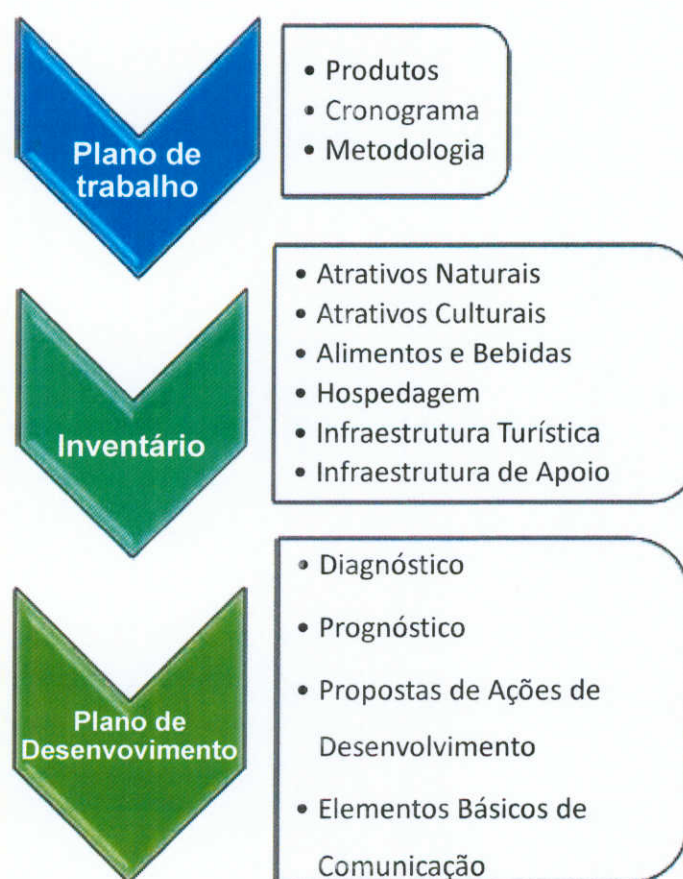 Plano de
trabalho
• Produtos
• Cronograma
• Metodologia
Inventário
• Atrativos Naturais
• Atrativos Culturais
• Alimentos e Bebidas
• Hospedagem
• Infraestrutura Turística
• Infraestrutura de Apoio
Plano de
Desenvovimento
• Diagnóstico
• Prognóstico
• Propostas de Ações de
Desenvolvimento
• Elementos Básicos de
Comunicação